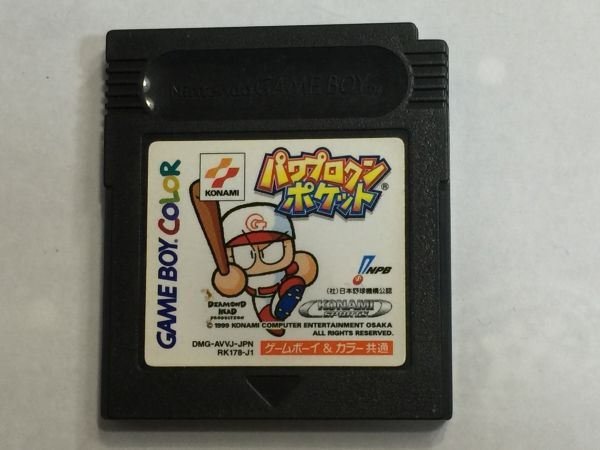 Nintendo GAME BOY TM
GAME BOY COLOR
KONAMI
パワプロクン
ポケット®
G
NPB
(社)日本野球機構公認
DIAMOND
HEAD
PRODUCTION
KONAMI
SPORTS
© 1999 KONAMI COMPUTER ENTERTAINMENT OSAKA
ALL RIGHTS RESERVED.
DMG-AVVJ-JPN
RK178-J1
ゲームボーイ & カラー 共通